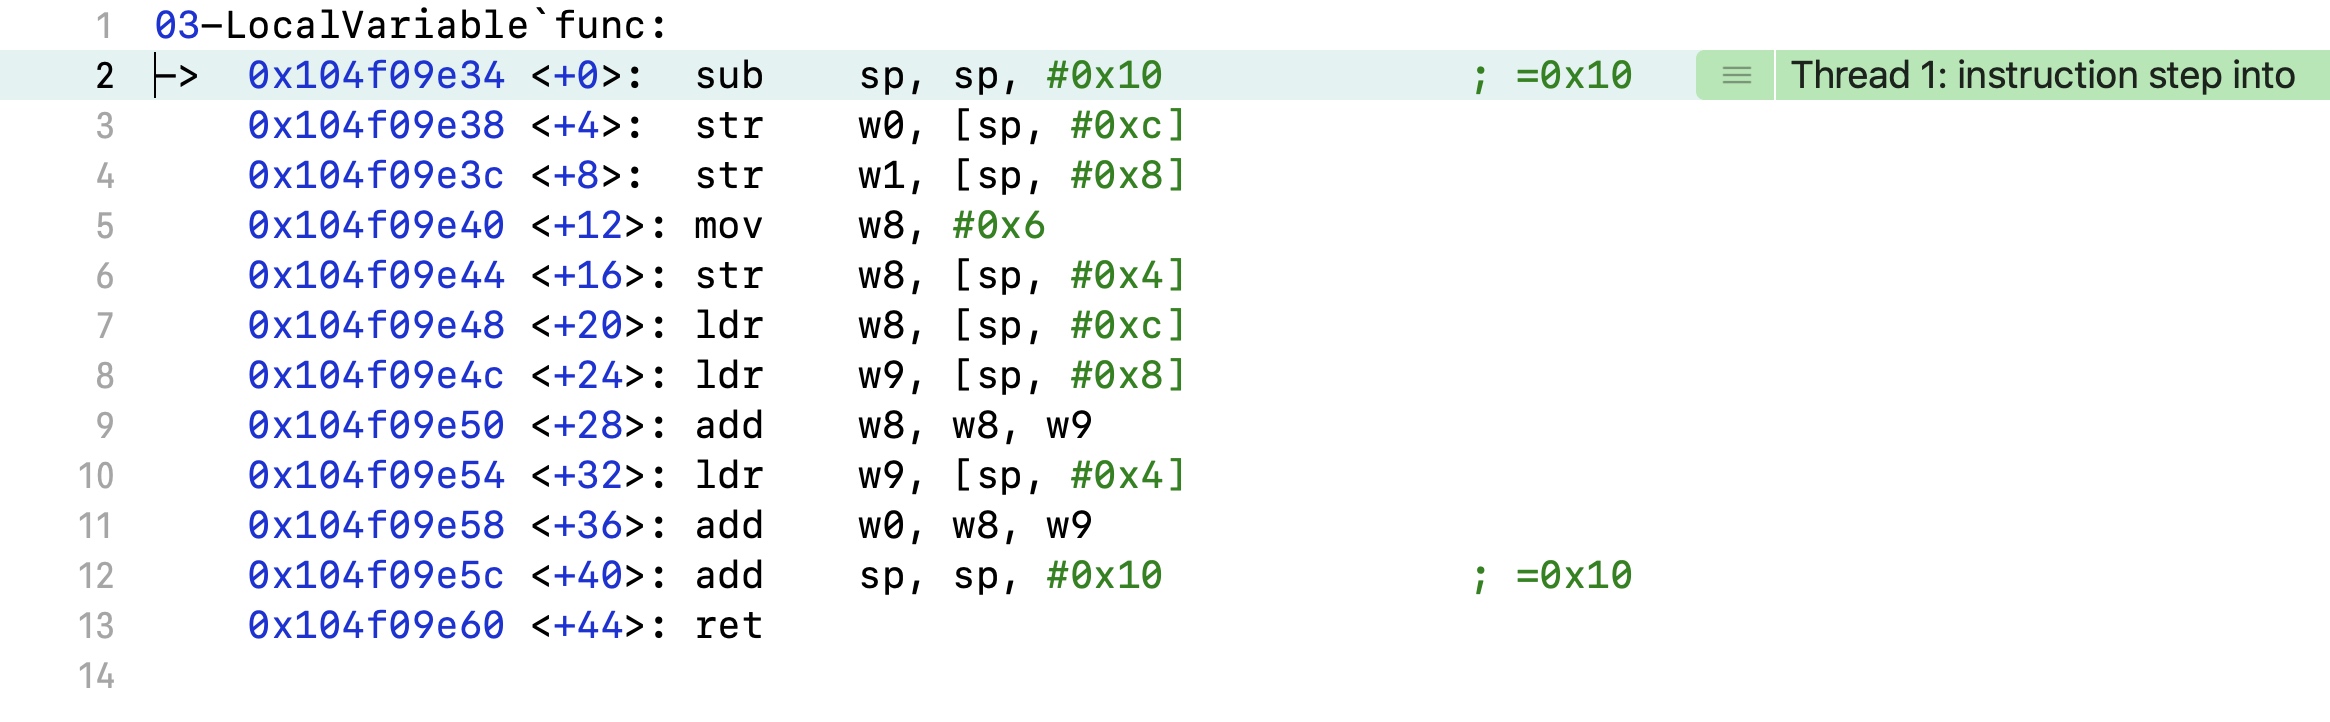 1 03-LocalVariable`func:
2 -> 0x104f09e34 <+0>: sub sp, sp, #0x10 ; =0x10 Thread 1: instruction step into
3 0x104f09e38 <+4>: str w0, [sp, #0xc]
4 0x104f09e3c <+8>: str w1, [sp, #0x8]
5 0x104f09e40 <+12>: mov w8, #0x6
6 0x104f09e44 <+16>: str w8, [sp, #0x4]
7 0x104f09e48 <+20>: ldr w8, [sp, #0xc]
8 0x104f09e4c <+24>: ldr w9, [sp, #0x8]
9 0x104f09e50 <+28>: add w8, w8, w9
10 0x104f09e54 <+32>: ldr w9, [sp, #0x4]
11 0x104f09e58 <+36>: add w0, w8, w9
12 0x104f09e5c <+40>: add sp, sp, #0x10 ; =0x10
13 0x104f09e60 <+44>: ret
14